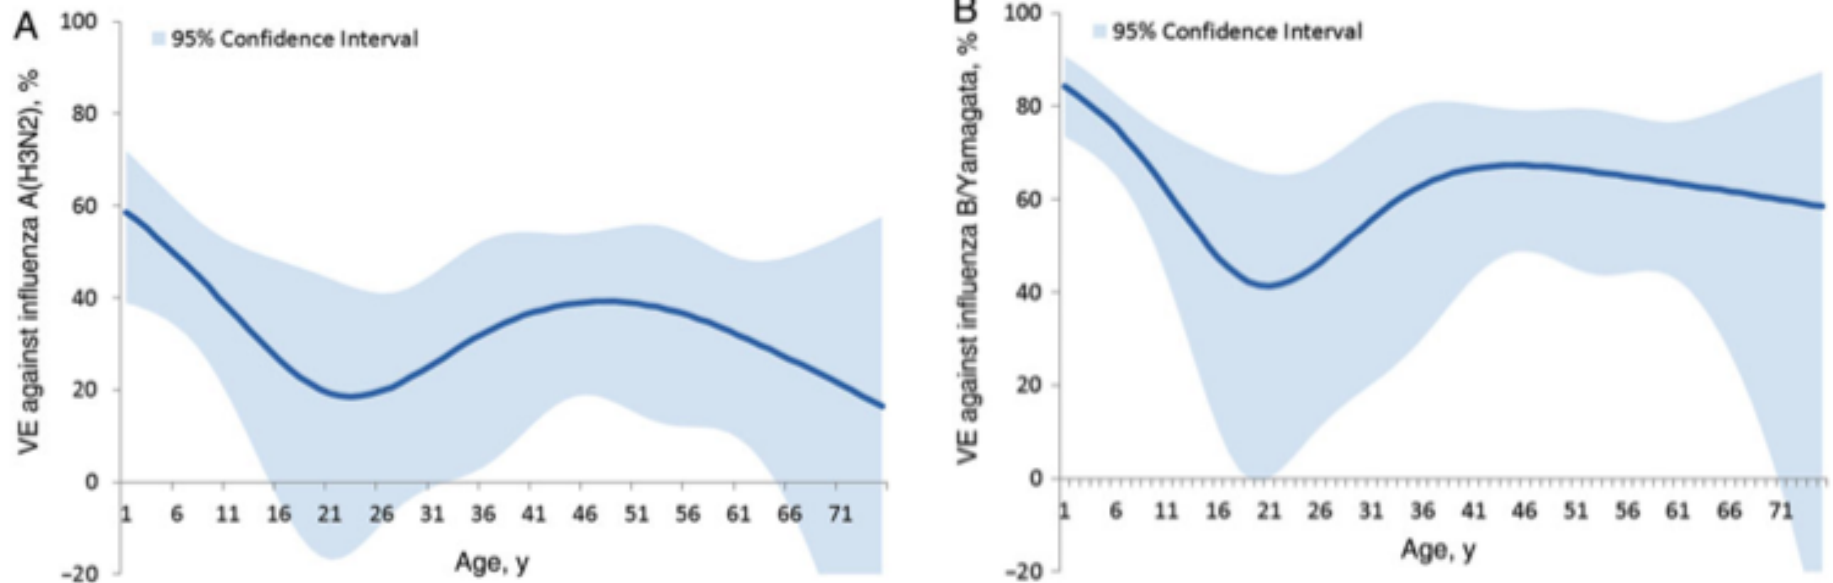 A
95% Confidence Interval
VE against influenza A(H3N2), %
100
80
60
40
20
0
–20
1 6 11 16 21 26 31 36 41 46 51 56 61 66 71
Age, y
B
95% Confidence Interval
VE against influenza B/Yamagata, %
100
80
60
40
20
0
–20
1 6 11 16 21 26 31 36 41 46 51 56 61 66 71
Age, y